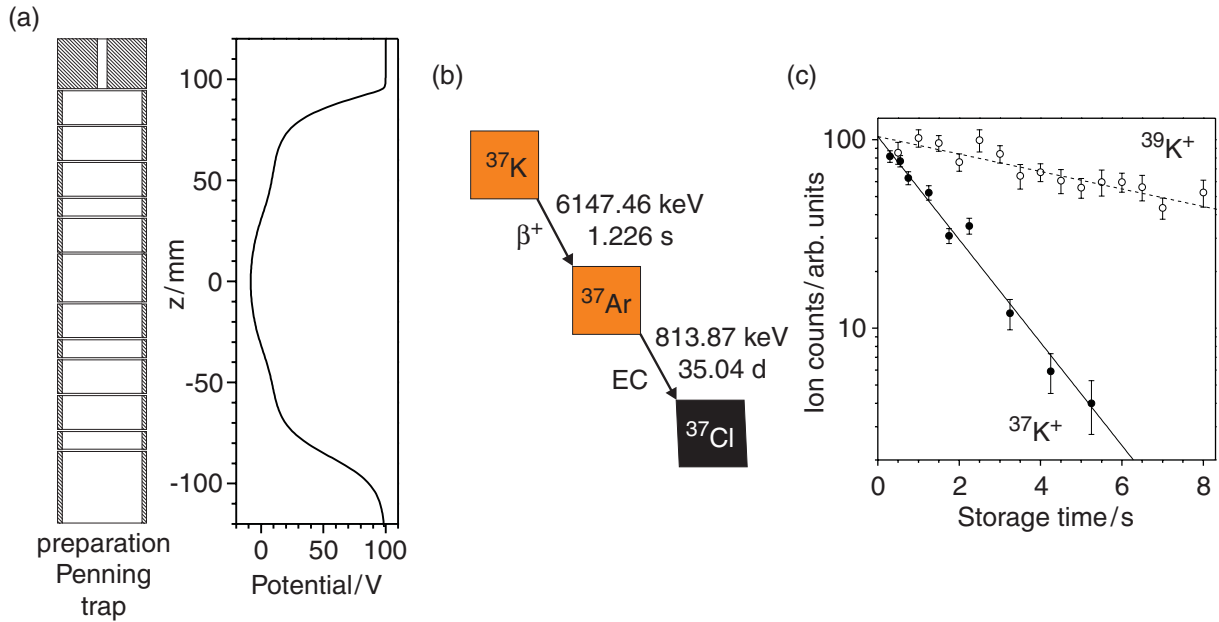 (a)
100
50
0
-50
-100
z/mm
0 50 100
Potential/V
preparation
Penning
trap
(b)
³⁷K
6147.46 keV
β⁺
1.226 s
³⁷Ar
813.87 keV
EC
35.04 d
³⁷Cl
(c)
100
10
Ion counts/arb. units
³⁹K⁺
³⁷K⁺
0 2 4 6 8
Storage time/s